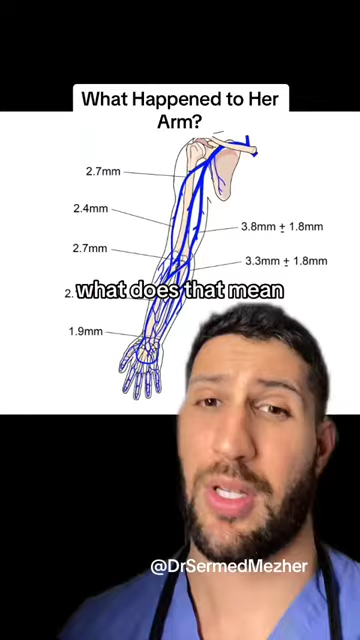 What Happened to Her
Arm?
2.7mm
2.4mm
3.8mm ± 1.8mm
2.7mm
3.3mm ± 1.8mm
2.
what does that mean
1.9mm
@DrSermedMezher